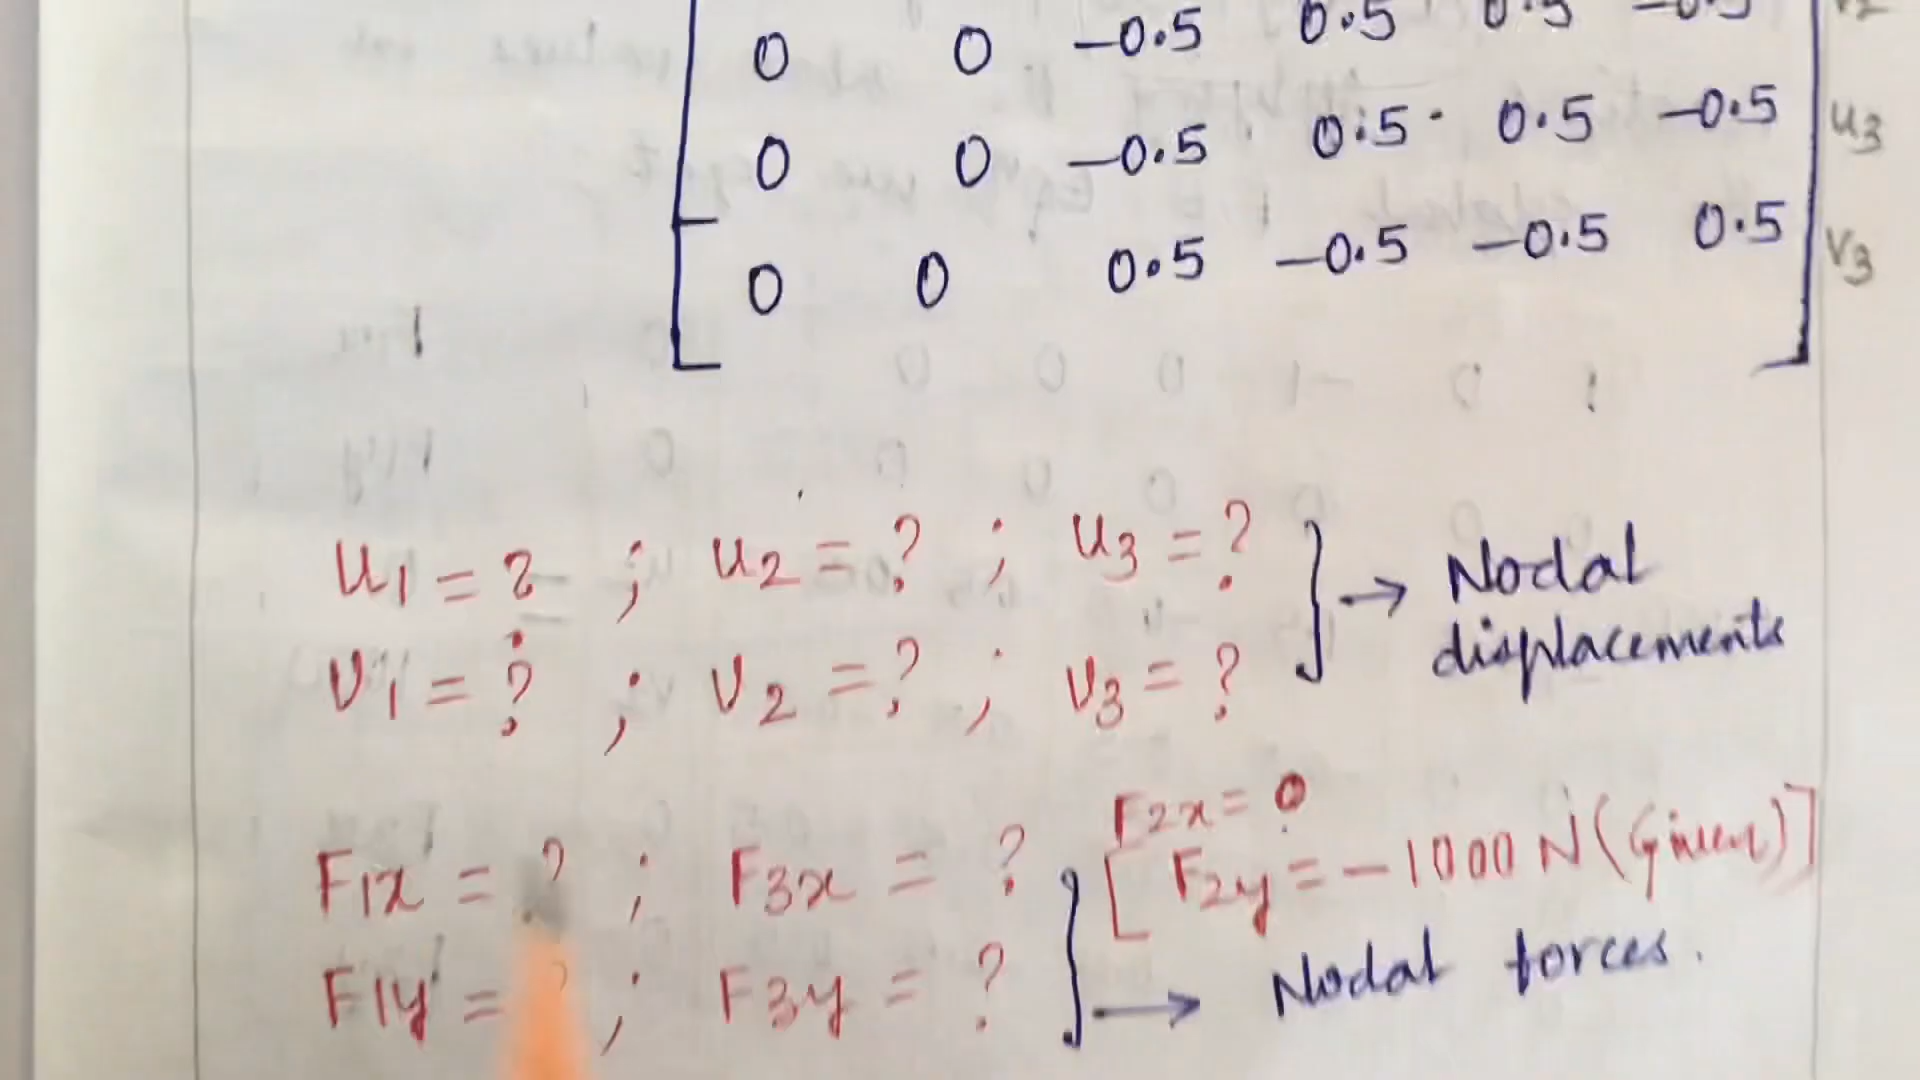 0 0 -0.5 0.5 0.5 -0.5 v2
0 0 -0.5 0.5 0.5 -0.5 u3
0 0 0.5 -0.5 -0.5 0.5 v3
u1 = ? ; u2 = ? ; u3 = ? } → Nodal
displacements
v1 = ? ; v2 = ? ; v3 = ?
F2x = 0
F1x = ? ; F3x = ? [F2y = -1000 N (Given)]
F1y = ? ; F3y = ? } → Nodal forces.